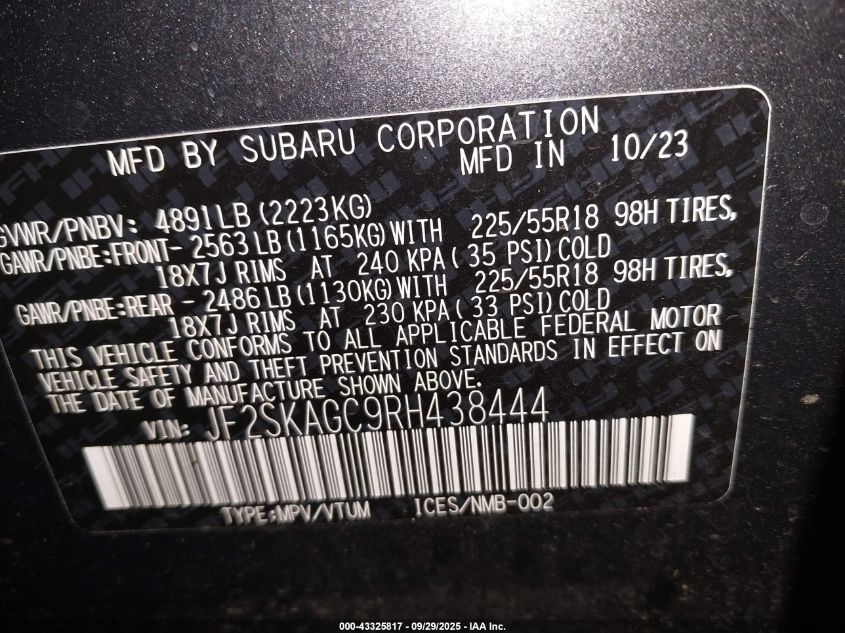 MFD BY SUBARU CORPORATION
MFD IN 10/23
GVWR/PNBV: 4891LB (2223KG)
GAWR/PNBE:FRONT- 2563LB (1165KG) WITH 225/55R18 98H TIRES,
18X7J RIMS AT 240 KPA ( 35 PSI) COLD
GAWR/PNBE:REAR - 2486LB (1130KG) WITH 225/55R18 98H TIRES,
18X7J RIMS AT 230 KPA ( 33 PSI) COLD
THIS VEHICLE CONFORMS TO ALL APPLICABLE FEDERAL MOTOR
VEHICLE SAFETY AND THEFT PREVENTION STANDARDS IN EFFECT ON
THE DATE OF MANUFACTURE SHOWN ABOVE.
VIN: JF2SKAGC9RH438444
TYPE:MPV/VTUM ICES/NMB-002
000-43325817 - 09/29/2025 - IAA Inc.